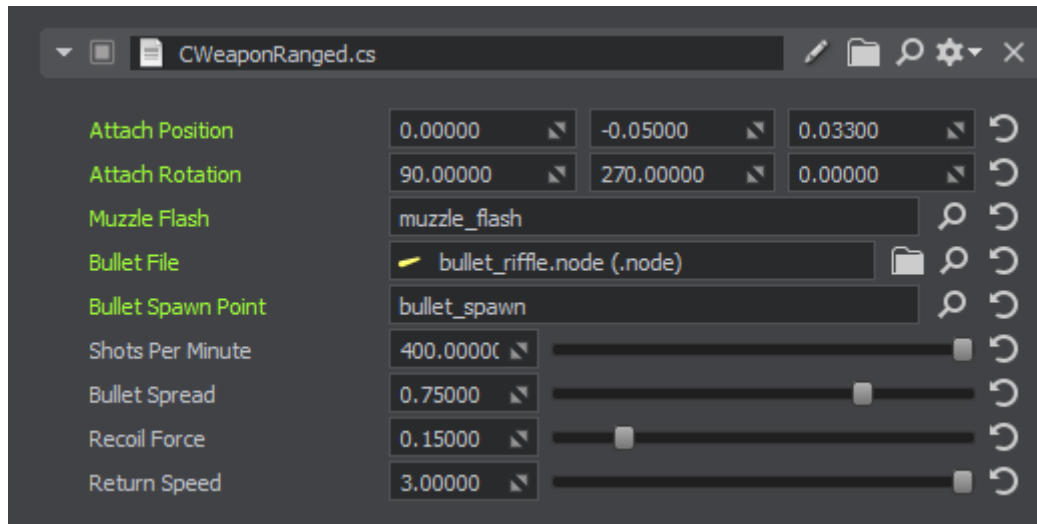 CWeaponRanged.cs
Attach Position 0.00000 -0.05000 0.03300
Attach Rotation 90.00000 270.00000 0.00000
Muzzle Flash muzzle_flash
Bullet File bullet_riffle.node (.node)
Bullet Spawn Point bullet_spawn
Shots Per Minute 400.0000(
Bullet Spread 0.75000
Recoil Force 0.15000
Return Speed 3.00000